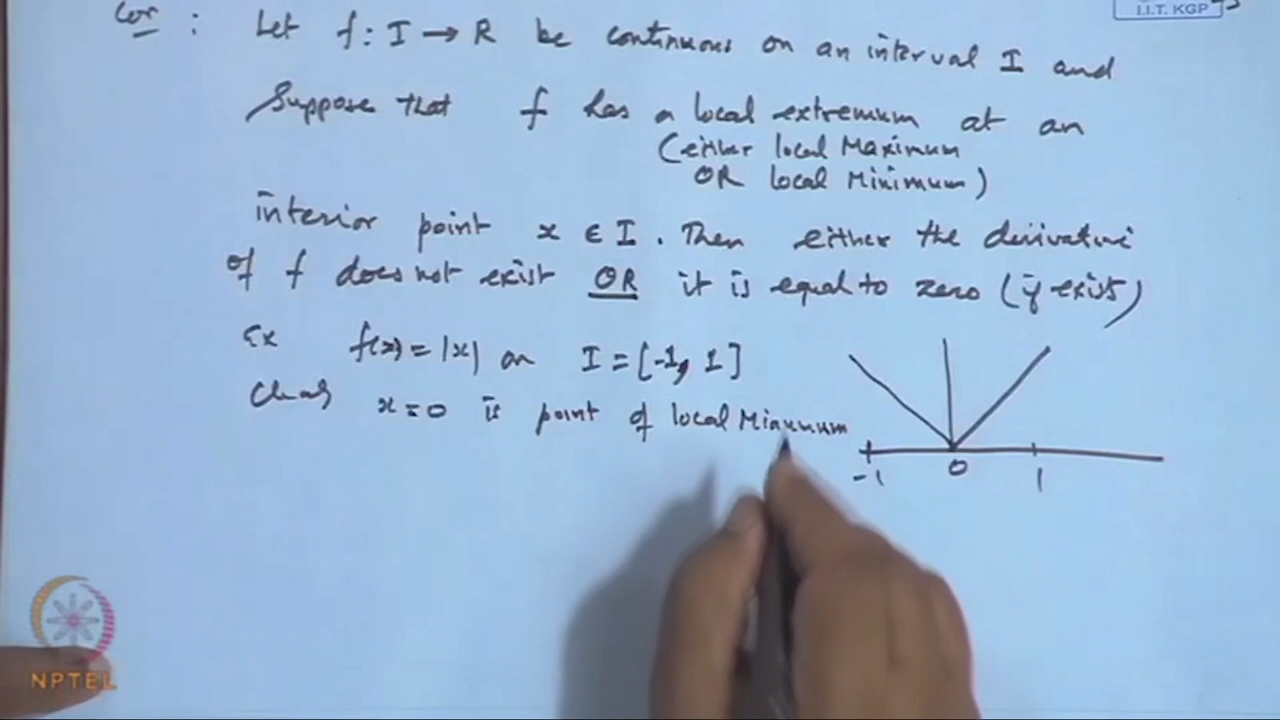 I.I.T. KGP
Cor : Let f : I → R be continuous on an interval I and
Suppose that f has a local extremum at an
(either local Maximum
OR local Minimum)
interior point x ∈ I. Then either the derivative
of f does not exist OR it is equal to zero (if exist)
Ex f(x) = |x| on I = [-1, 1]
x = 0 is point of local Minimum
-1 0 1
NPTEL